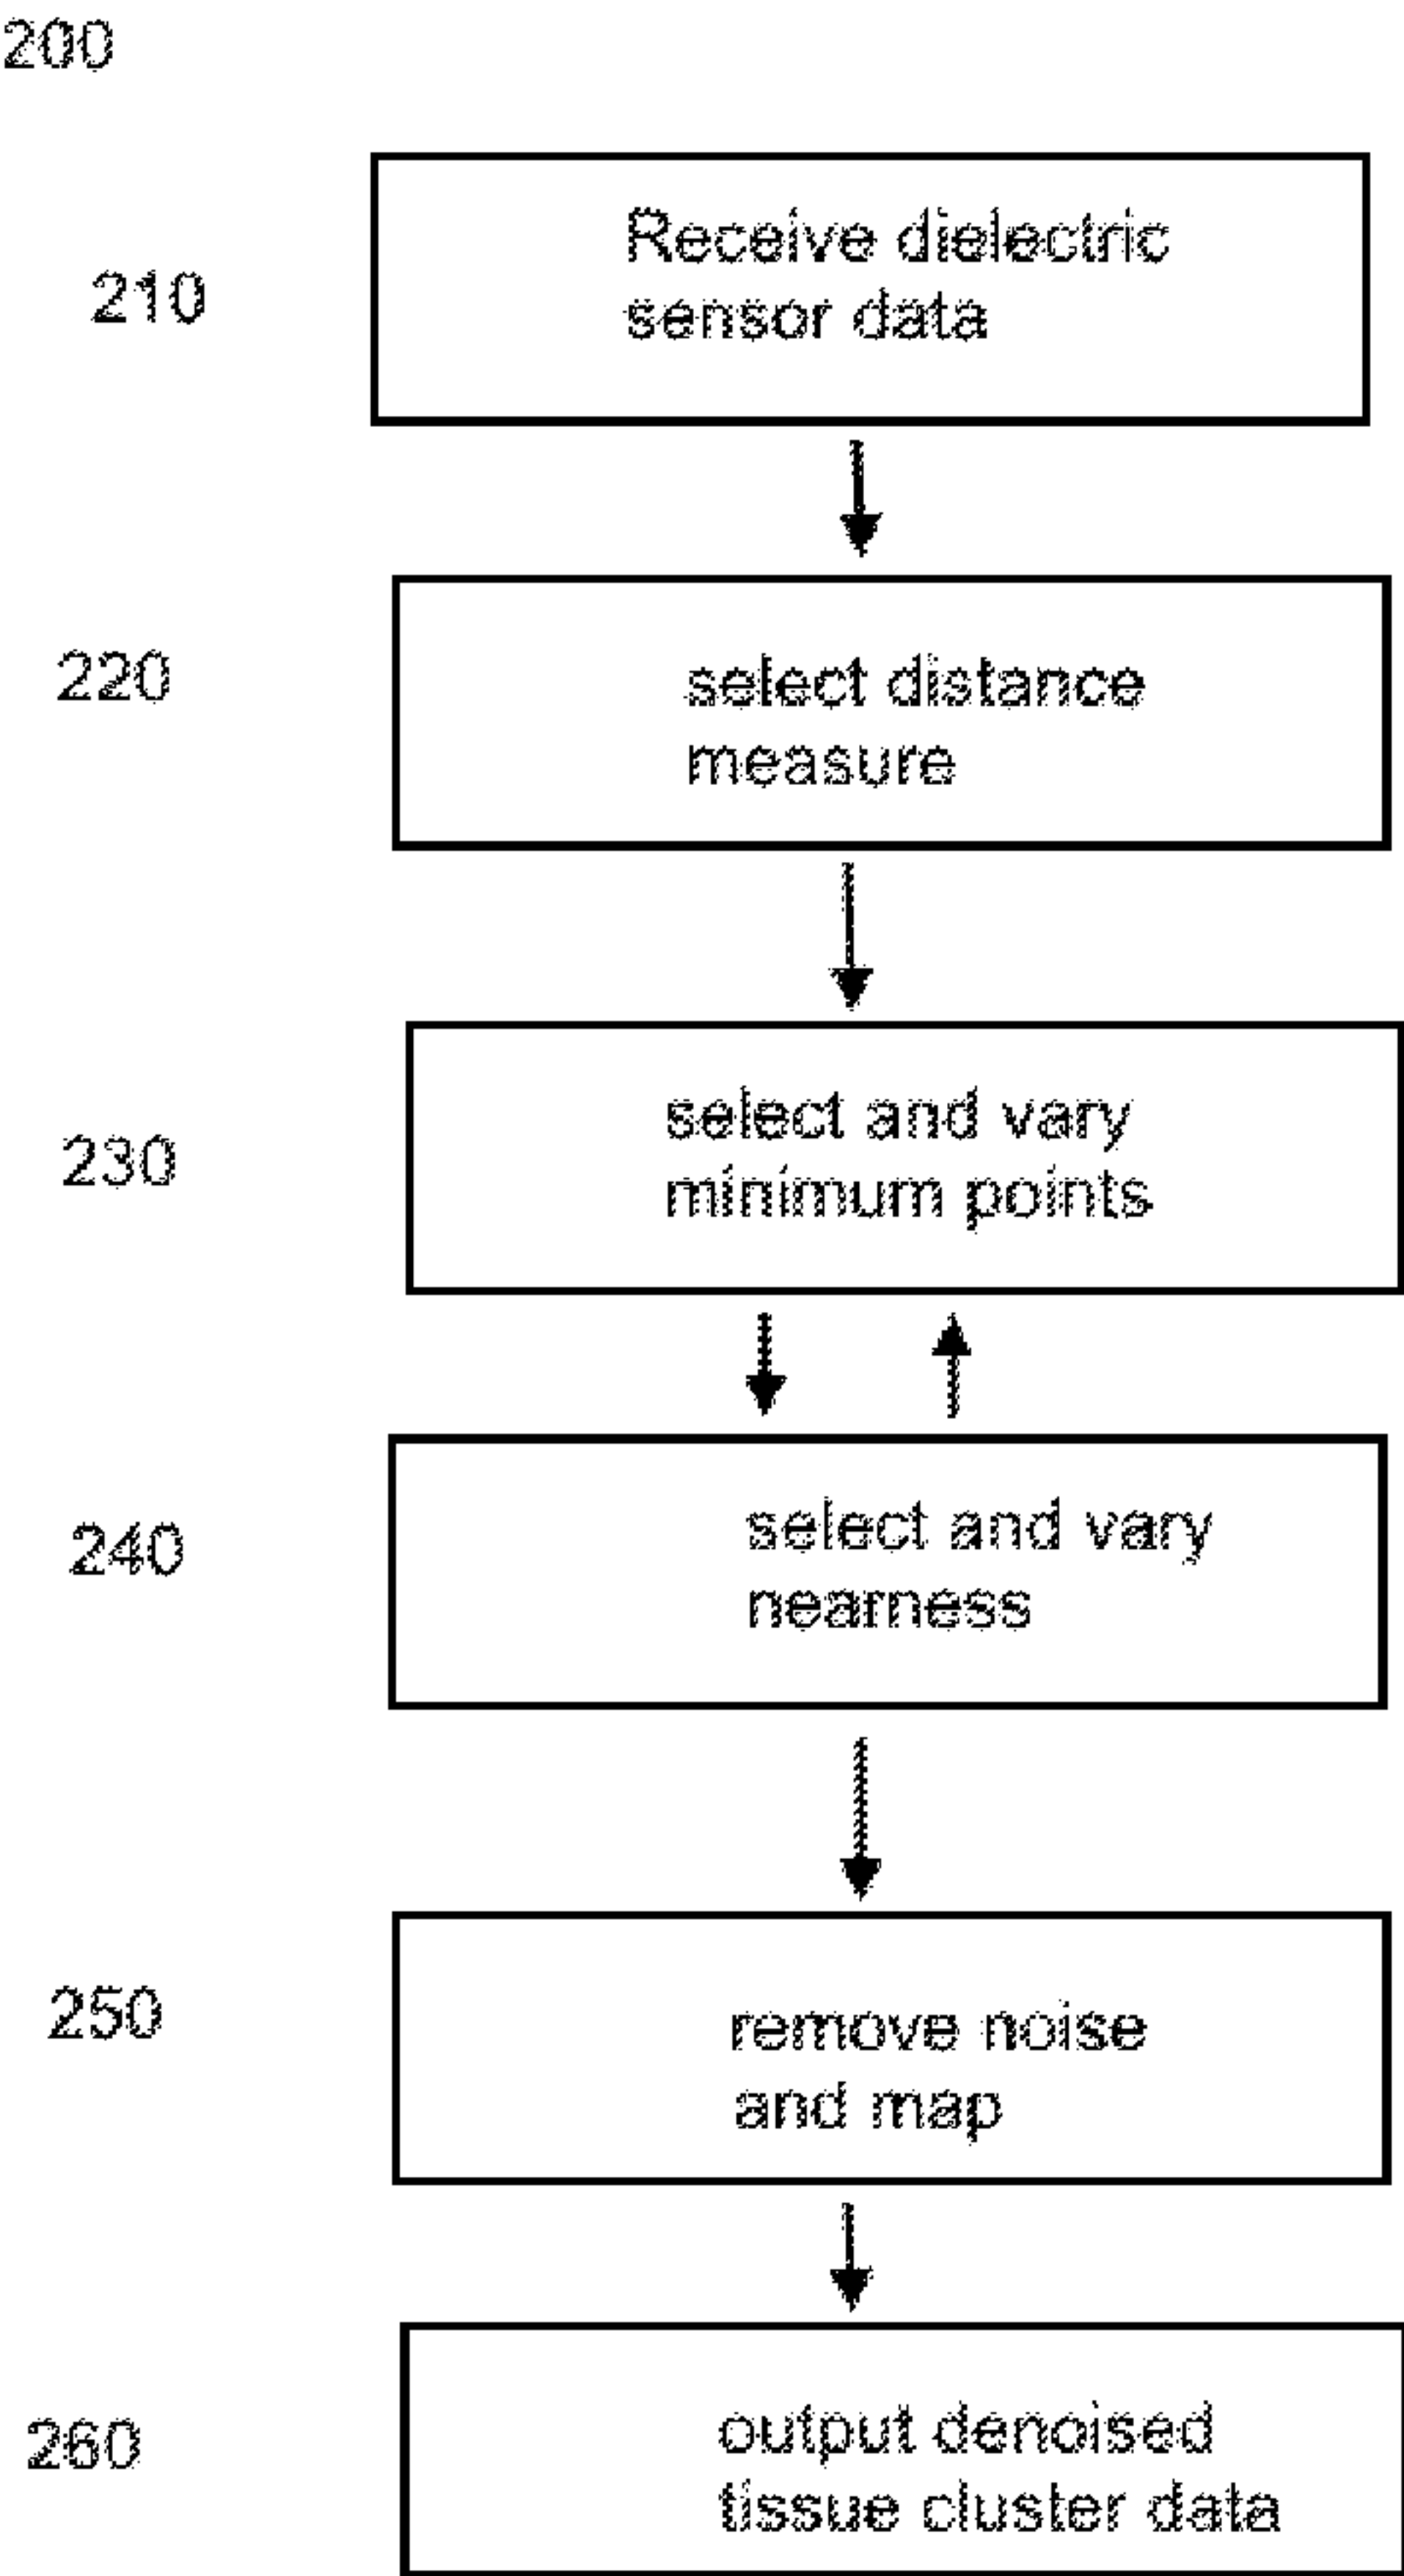 200
210
Receive dielectric
sensor data
220
select distance
measure
230
select and vary
minimum points
240
select and vary
nearness
250
remove noise
and map
260
output denoised
tissue cluster data